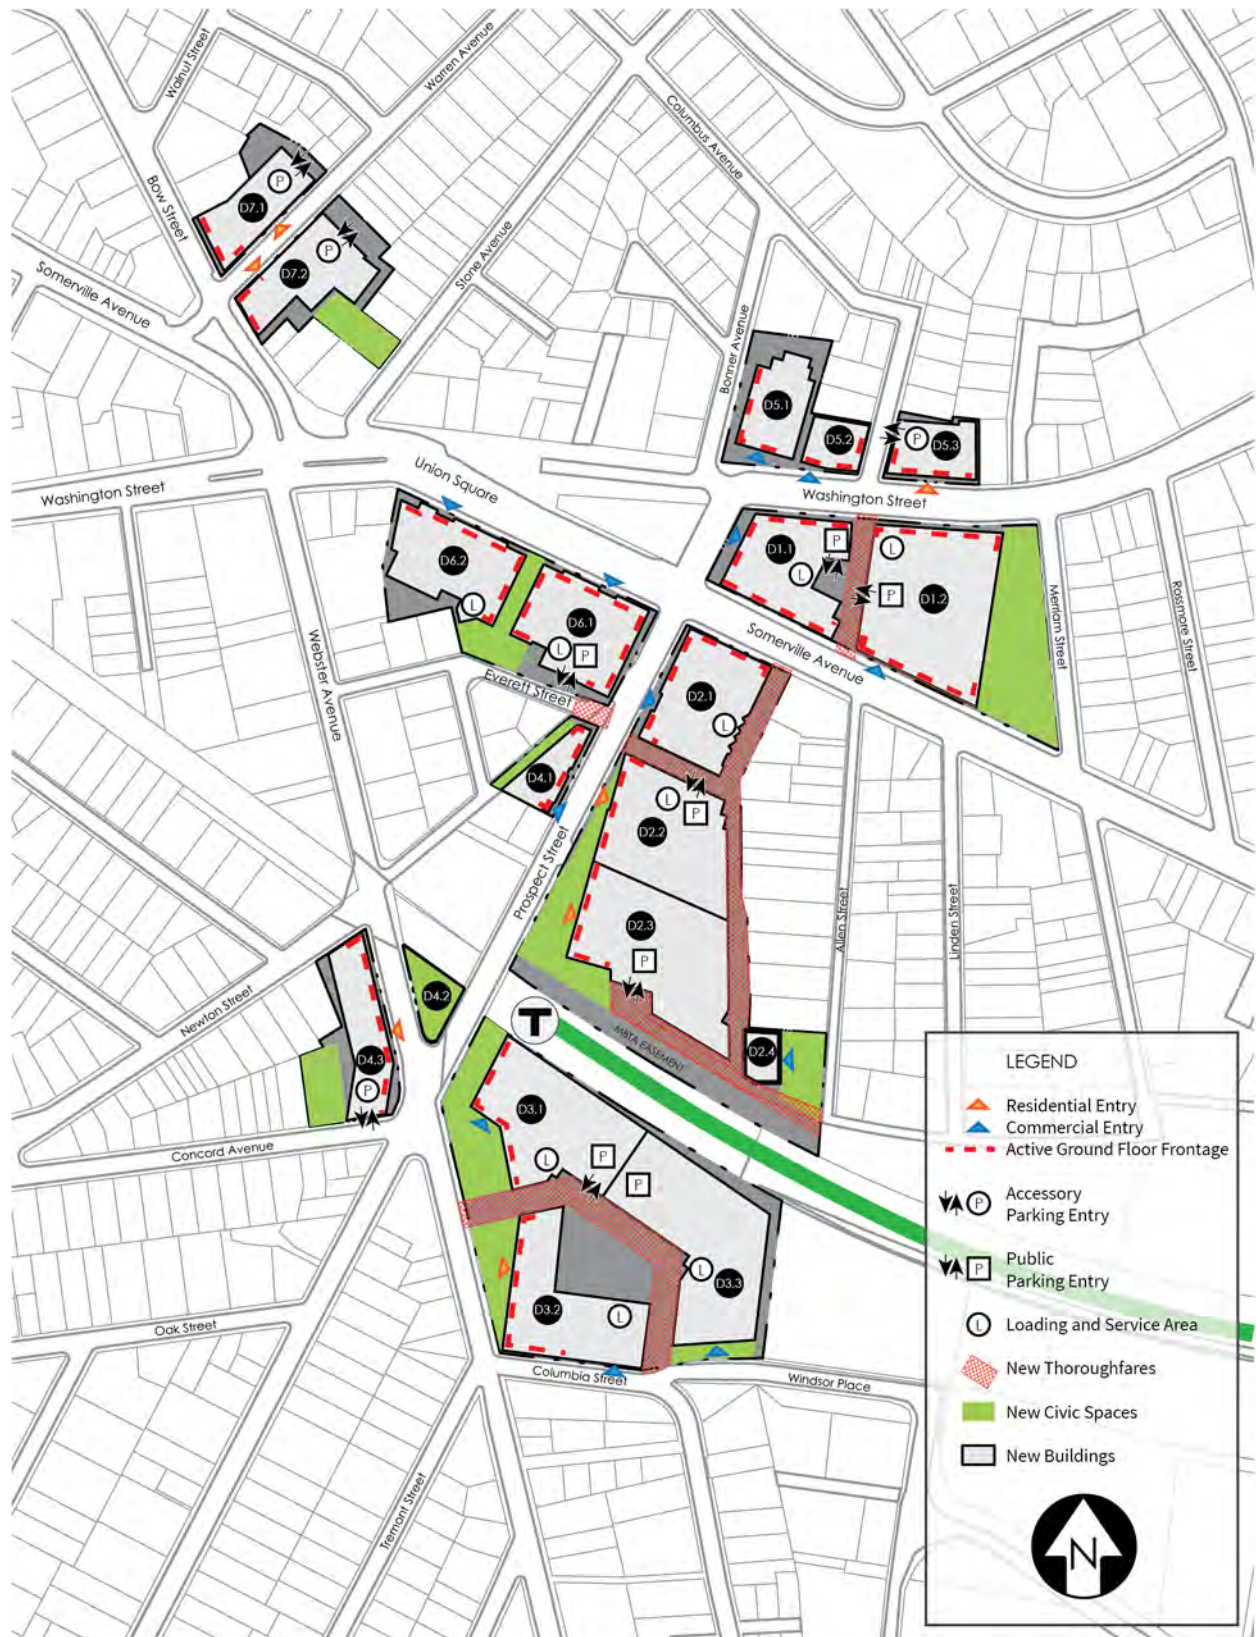 Walnut Street
Warren Avenue
Columbus Avenue
Bow Street
P
D7.1
P
D7.2
Stone Avenue
Somerville Avenue
Bonner Avenue
D5.1
D5.2
P
D5.3
Union Square
Washington Street
Washington Street
D6.2
L
D6.1
L
P
D1.1
P
L
L
P
D1.2
Merriam Street
Rossmore Street
Somerville Avenue
Webster Avenue
Everett Street
D2.1
L
D4.1
L
P
D2.2
Prospect Street
D2.3
P
Allen Street
Linden Street
Newton Street
D4.2
T
MBTA EASEMENT
D2.4
D4.3
P
Concord Avenue
D3.1
L
P
P
L
D3.3
D3.2
L
Oak Street
Columbia Street
Windsor Place
Tremont Street
LEGEND
Residential Entry
Commercial Entry
Active Ground Floor Frontage
P
Accessory
Parking Entry
P
Public
Parking Entry
L
Loading and Service Area
New Thoroughfares
New Civic Spaces
New Buildings
N